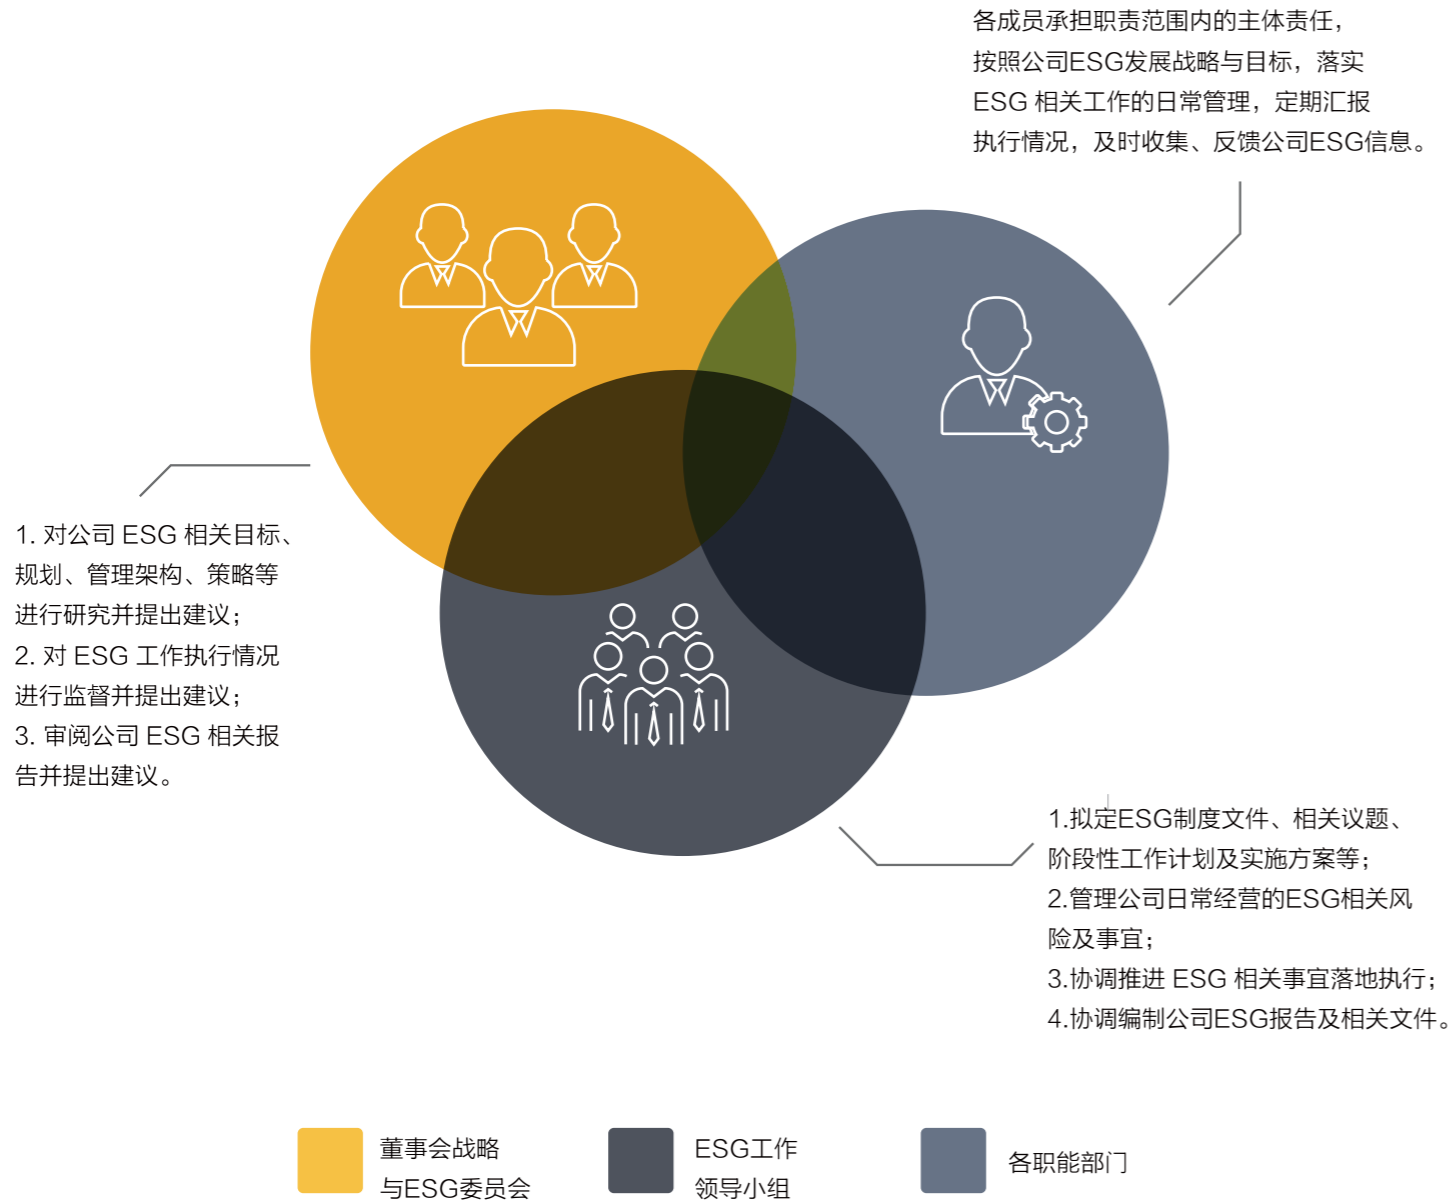 各成员承担职责范围内的主体责任，
按照公司ESG发展战略与目标，落实
ESG 相关工作的日常管理，定期汇报
执行情况，及时收集、反馈公司ESG信息。
1. 对公司 ESG 相关目标、
规划、管理架构、策略等
进行研究并提出建议；
2. 对 ESG 工作执行情况
进行监督并提出建议；
3. 审阅公司 ESG 相关报
告并提出建议。
1.拟定ESG制度文件、相关议题、
阶段性工作计划及实施方案等；
2.管理公司日常经营的ESG相关风
险及事宜；
3.协调推进 ESG 相关事宜落地执行；
4.协调编制公司ESG报告及相关文件。
董事会战略
与ESG委员会
ESG工作
领导小组
各职能部门